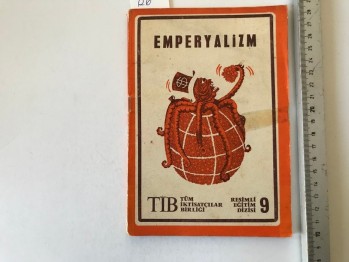 EMPERYALİZM
TİB TÜM İKTİSATÇILAR BİRLİĞİ
RESİMLİ EĞİTİM DİZİSİ 9